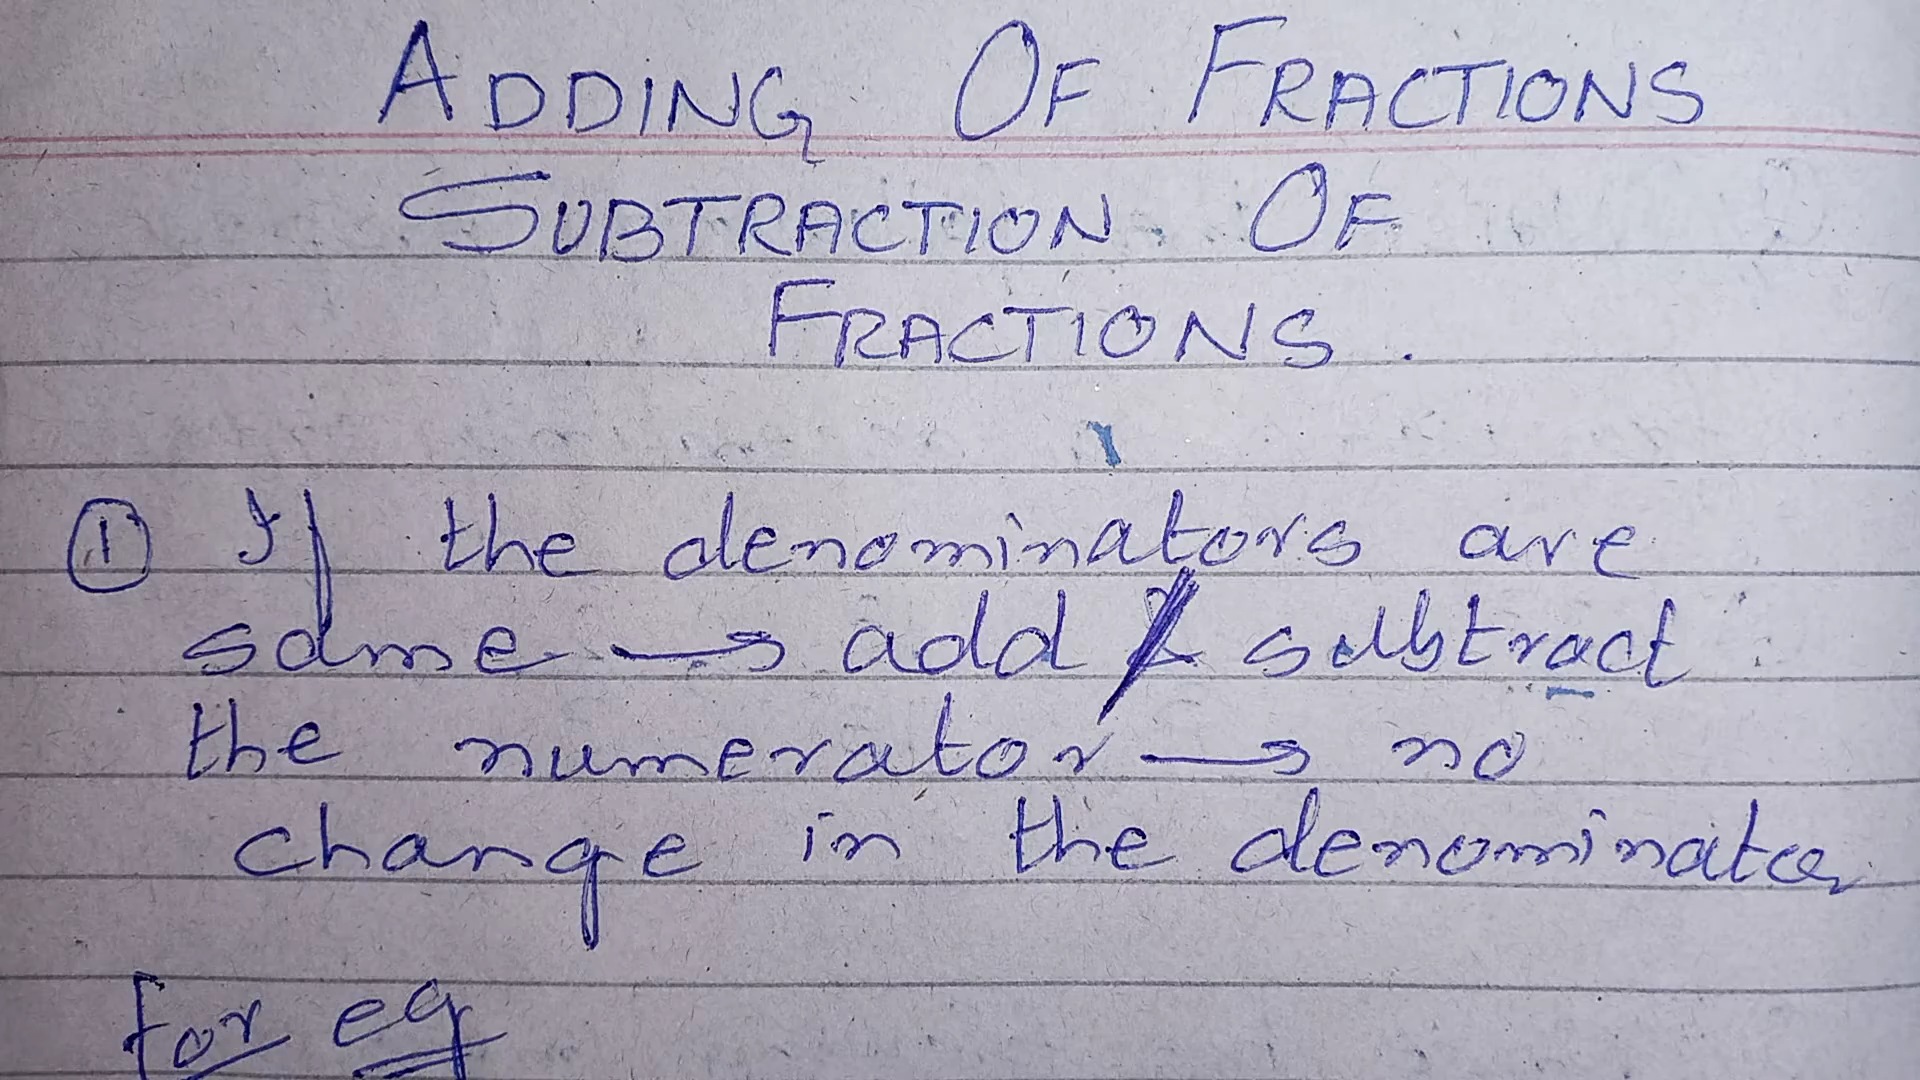 ADDING OF FRACTIONS
SUBTRACTION OF
FRACTIONS.
① If the denominators are
same → add / subtract
the numerator → no
change in the denominator
for eg